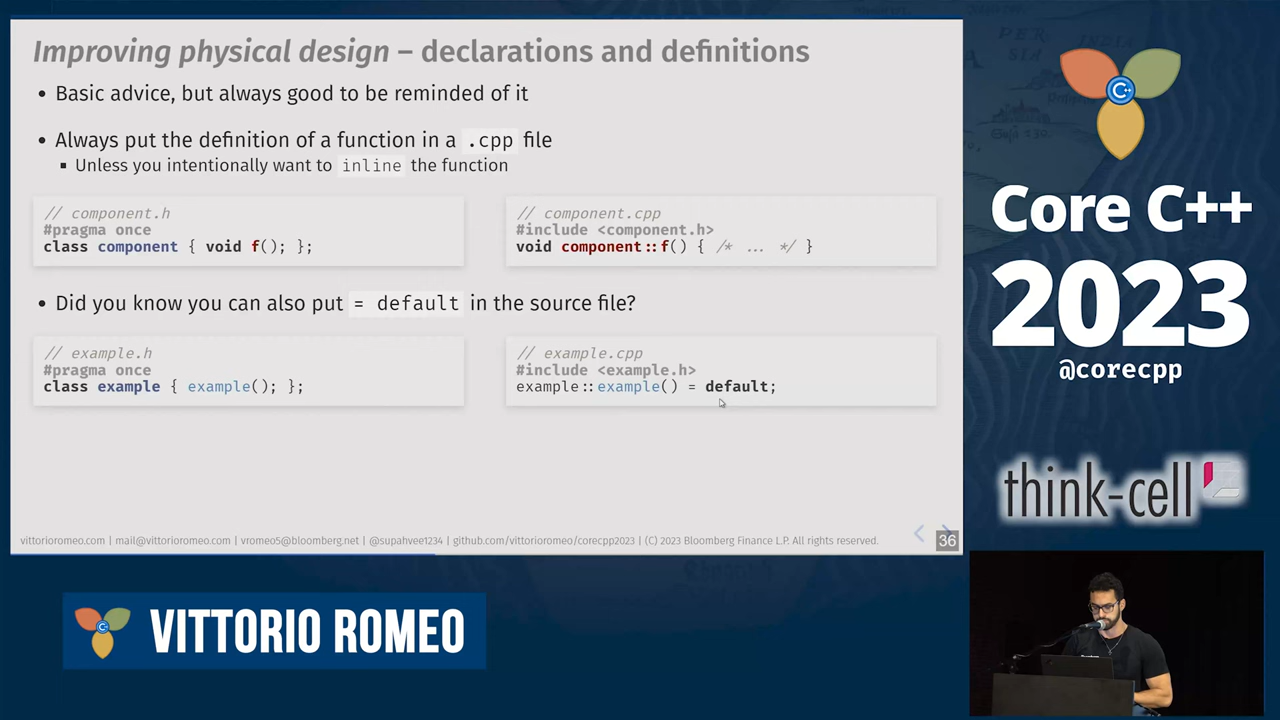 Improving physical design – declarations and definitions
• Basic advice, but always good to be reminded of it
• Always put the definition of a function in a .cpp file
▪ Unless you intentionally want to inline the function
// component.h
#pragma once
class component { void f(); };
// component.cpp
#include <component.h>
void component::f() { /* ... */ }
• Did you know you can also put = default in the source file?
// example.h
#pragma once
class example { example(); };
// example.cpp
#include <example.h>
example::example() = default;
vittorioromeo.com | mail@vittorioromeo.com | vromeo5@bloomberg.net | @supahvee1234 | github.com/vittorioromeo/corecpp2023 | (C) 2023 Bloomberg Finance L.P. All rights reserved.
36
C++
Core C++
2023
@corecpp
think-cell
C++
VITTORIO ROMEO